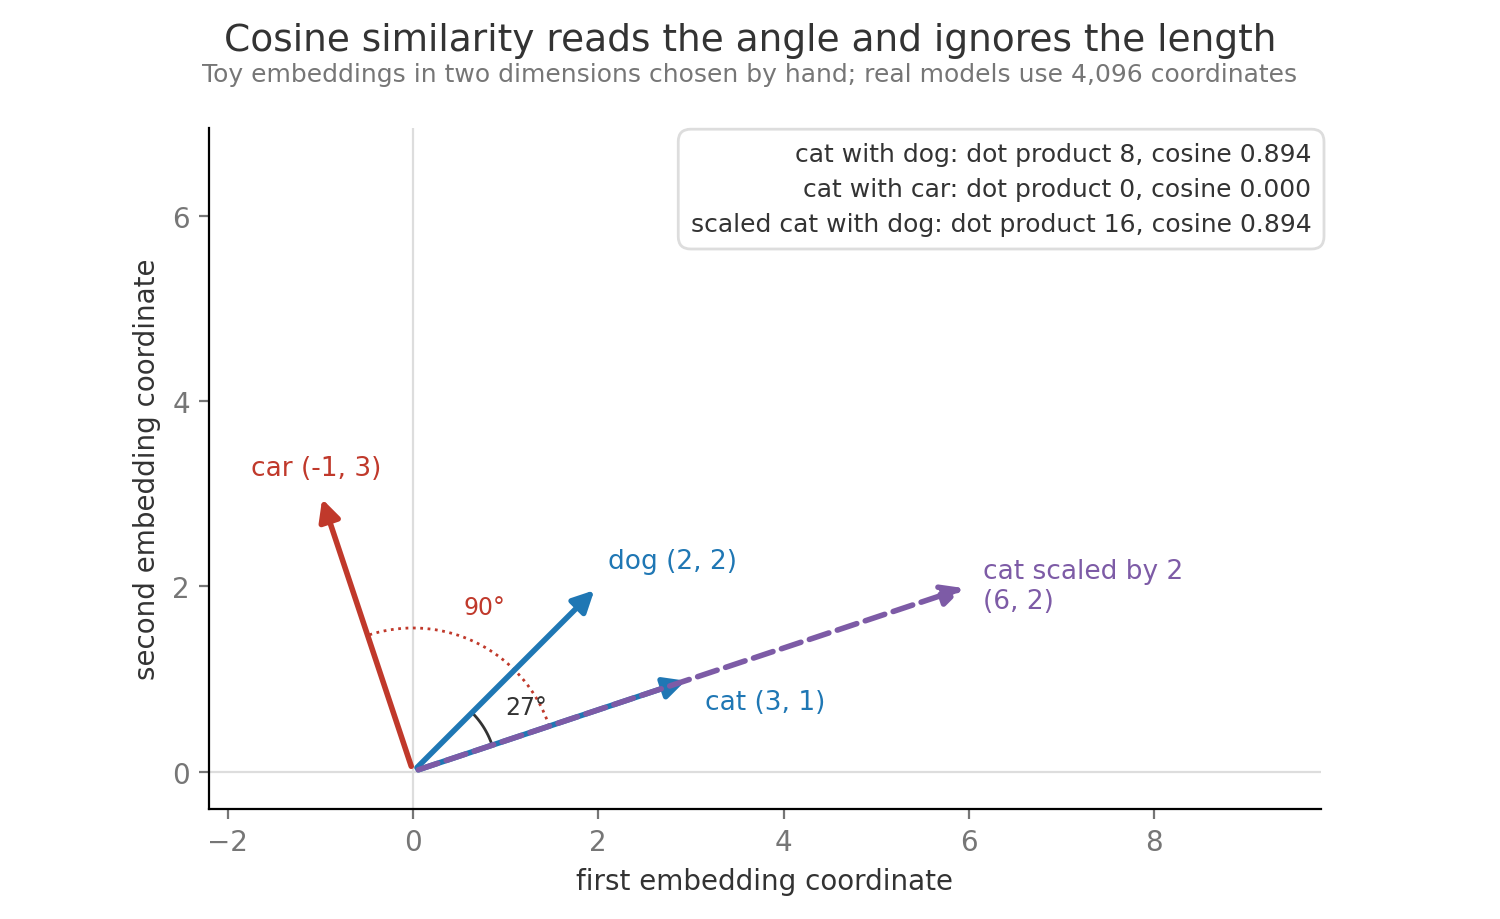 Cosine similarity reads the angle and ignores the length
Toy embeddings in two dimensions chosen by hand; real models use 4,096 coordinates
cat with dog: dot product 8, cosine 0.894
cat with car: dot product 0, cosine 0.000
scaled cat with dog: dot product 16, cosine 0.894
second embedding coordinate
6
4
2
0
car (-1, 3)
dog (2, 2)
cat scaled by 2
(6, 2)
90°
27°
cat (3, 1)
−2
0
2
4
6
8
first embedding coordinate